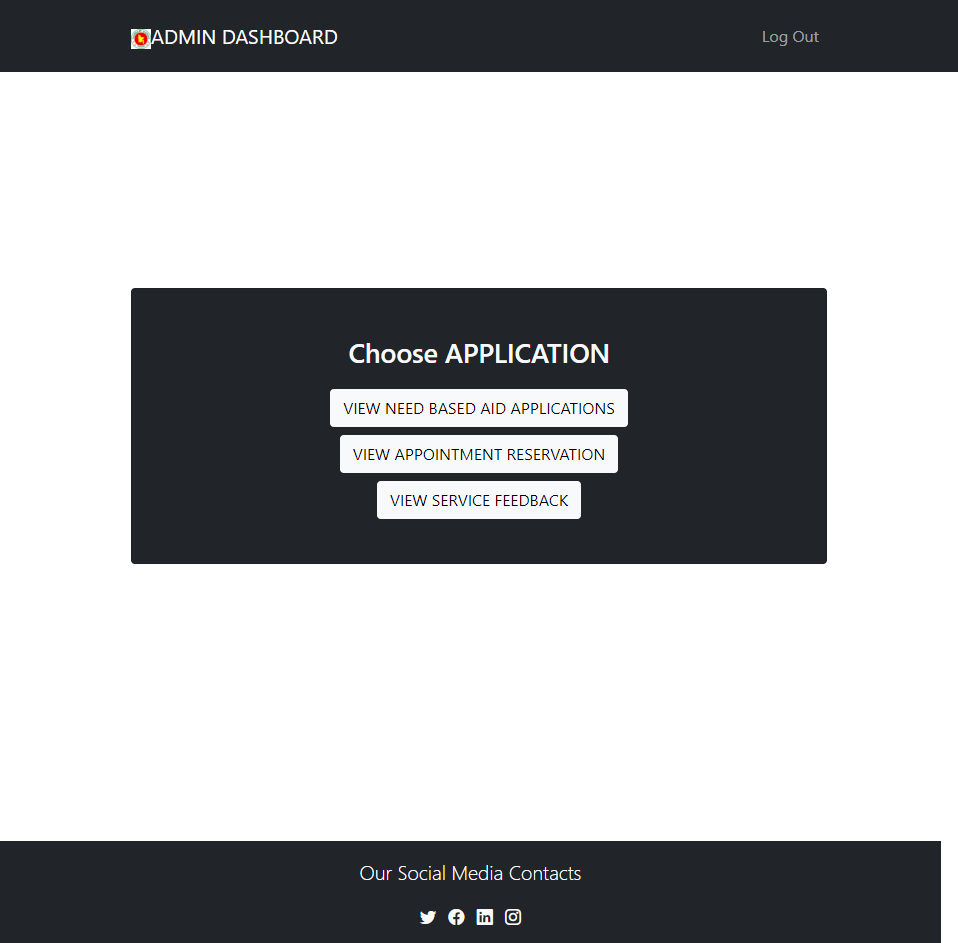 ADMIN DASHBOARD
Log Out
Choose APPLICATION
VIEW NEED BASED AID APPLICATIONS
VIEW APPOINTMENT RESERVATION
VIEW SERVICE FEEDBACK
Our Social Media Contacts